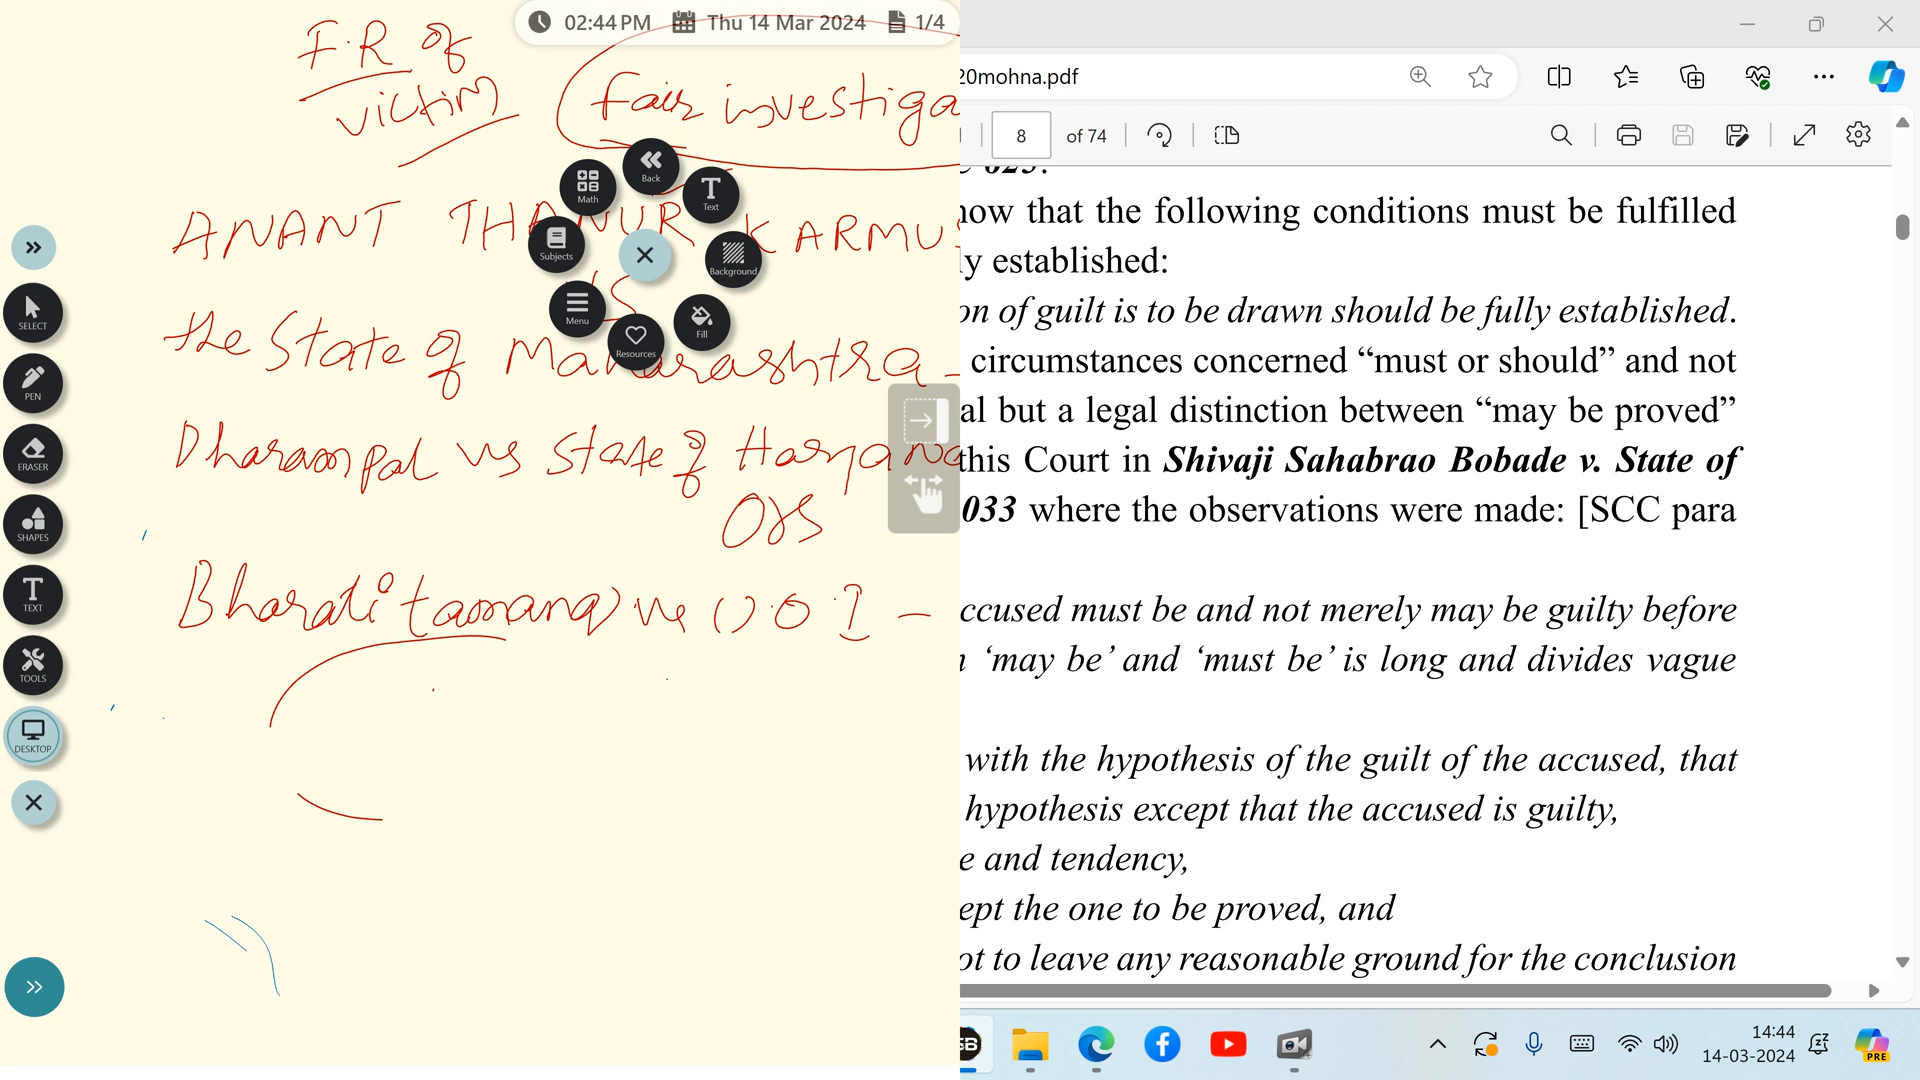 02:44 PM Thu 14 Mar 2024 1/4
F.R of
victim
Fair investiga
ANANT THA KARMUS
VS
the State of Maharashtra -
Dharampal vs State of Haryana
ORS
Bharati tamang vs U.O.I -
Back
Math
Text
Subjects
Background
Menu
Fill
Resources
SELECT
PEN
ERASER
SHAPES
TEXT
TOOLS
DESKTOP
20mohna.pdf
8 of 74
025.
now that the following conditions must be fulfilled
ly established:
on of guilt is to be drawn should be fully established.
circumstances concerned “must or should” and not
al but a legal distinction between “may be proved”
this Court in Shivaji Sahabrao Bobade v. State of
033 where the observations were made: [SCC para
ccused must be and not merely may be guilty before
n ‘may be’ and ‘must be’ is long and divides vague
with the hypothesis of the guilt of the accused, that
hypothesis except that the accused is guilty,
e and tendency,
ept the one to be proved, and
ot to leave any reasonable ground for the conclusion
14:44
14-03-2024
PRE